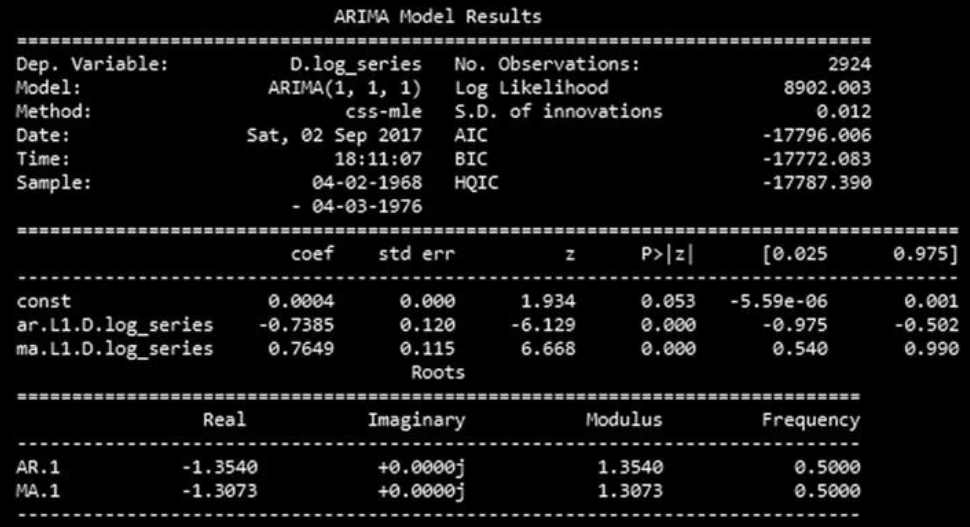 ARIMA Model Results
==============================================================================
Dep. Variable: D.log_series No. Observations: 2924
Model: ARIMA(1, 1, 1) Log Likelihood 8902.003
Method: css-mle S.D. of innovations 0.012
Date: Sat, 02 Sep 2017 AIC -17796.006
Time: 18:11:07 BIC -17772.083
Sample: 04-02-1968 HQIC -17787.390
- 04-03-1976
==============================================================================
coef std err z P>|z| [0.025 0.975]
------------------------------------------------------------------------------
const 0.0004 0.000 1.934 0.053 -5.59e-06 0.001
ar.L1.D.log_series -0.7385 0.120 -6.129 0.000 -0.975 -0.502
ma.L1.D.log_series 0.7649 0.115 6.668 0.000 0.540 0.990
Roots
==============================================================================
Real Imaginary Modulus Frequency
------------------------------------------------------------------------------
AR.1 -1.3540 +0.0000j 1.3540 0.5000
MA.1 -1.3073 +0.0000j 1.3073 0.5000
------------------------------------------------------------------------------